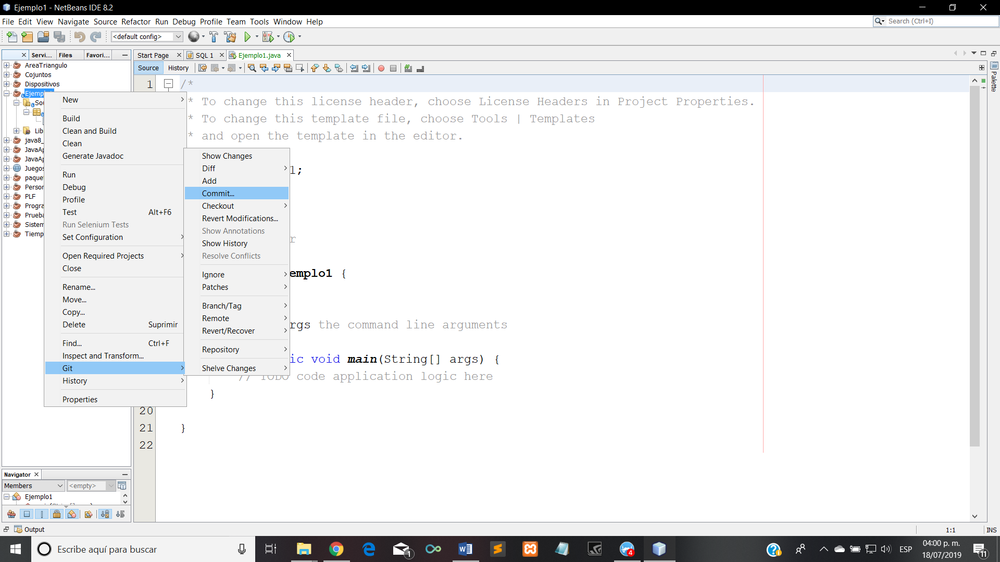 Ejemplo1 - NetBeans IDE 8.2
File Edit View Navigate Source Refactor Run Debug Profile Team Tools Window Help
Search (Ctrl+I)
<default config>
Servi... Files Favori...
Start Page SQL 1 Ejemplo1.java
Source History
Palette
AreaTriangulo
Cojuntos
Dispositivos
Ejempl
Sou
Lib
java8_
JavaAp
JavaAp
Juegos
paque
Person
PLF
Progra
Prueba
Sistem
Tiemp
New
Build
Clean and Build
Clean
Generate Javadoc
Run
Debug
Profile
Test Alt+F6
Run Selenium Tests
Set Configuration
Open Required Projects
Close
Rename...
Move...
Copy...
Delete Suprimir
Find... Ctrl+F
Inspect and Transform...
Git
History
Properties
Show Changes
Diff
Add
Commit...
Checkout
Revert Modifications...
Show Annotations
Show History
Resolve Conflicts
Ignore
Patches
Branch/Tag
Remote
Revert/Recover
Repository
Shelve Changes
1 /*
* To change this license header, choose License Headers in Project Properties.
* To change this template file, choose Tools | Templates
* and open the template in the editor.
1;
r
emplo1 {
rgs the command line arguments
ic void main(String[] args) {
// TODO code application logic here
}
20
21 }
22
Navigator
Members <empty>
Ejemplo1
Output
1:1 INS
Escribe aquí para buscar
1
4
ESP
04:00 p. m.
18/07/2019
11